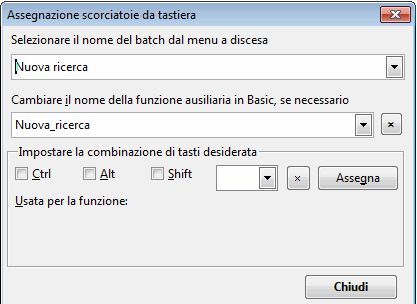 Assegnazione scorciatoie da tastiera
Selezionare il nome del batch dal menu a discesa
Nuova ricerca
Cambiare il nome della funzione ausiliaria in Basic, se necessario
Nuova_ricerca
Impostare la combinazione di tasti desiderata
Ctrl Alt Shift Assegna
Usata per la funzione:
Chiudi